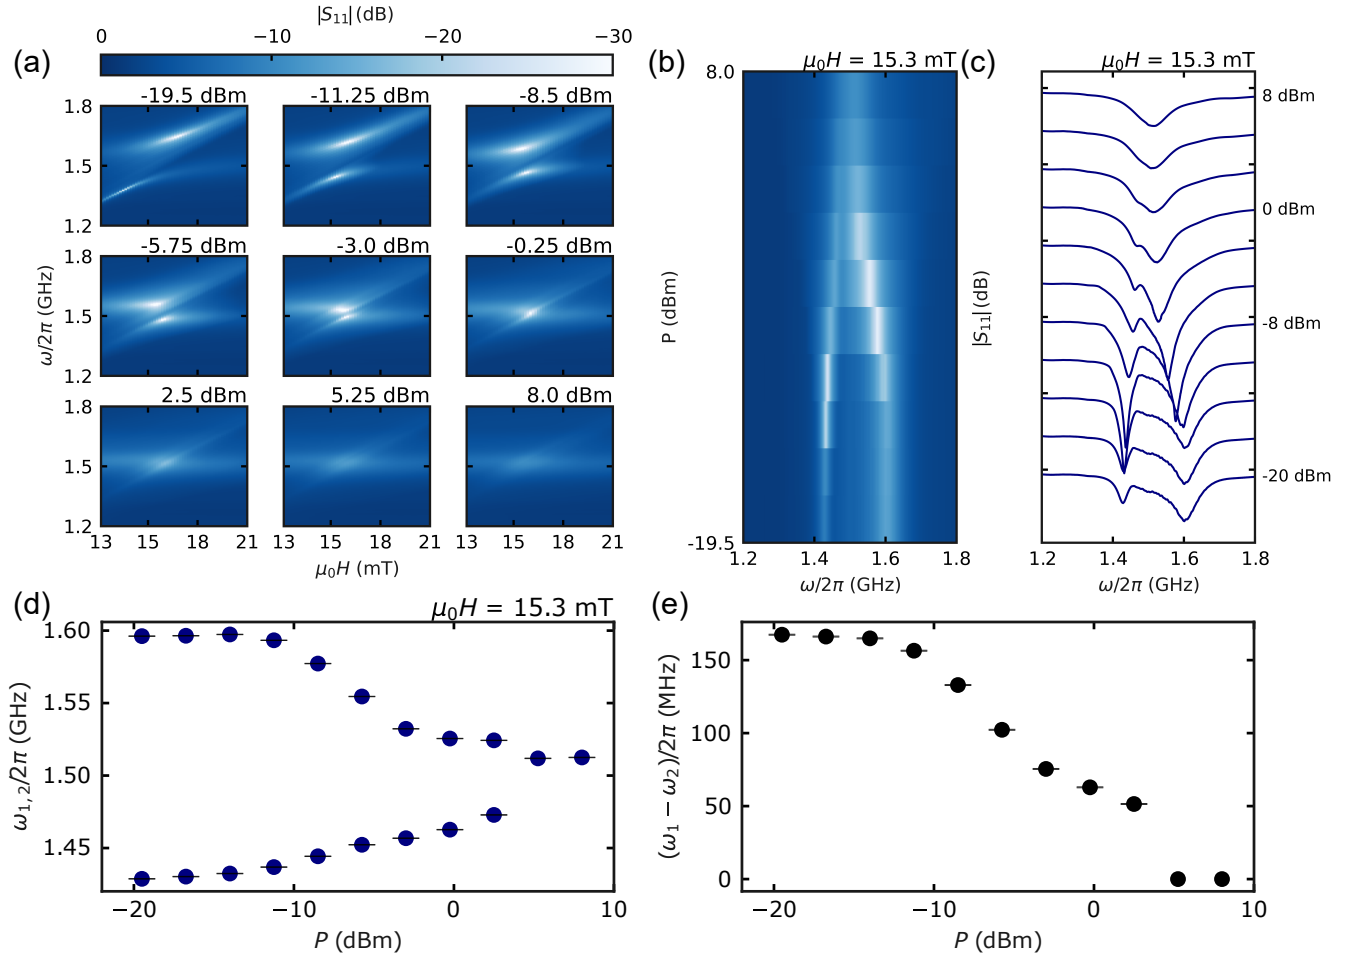 |S11| (dB)
0 −10 −20 −30
(a)
-19.5 dBm -11.25 dBm -8.5 dBm
1.8
1.5
1.2
-5.75 dBm -3.0 dBm -0.25 dBm
1.8
1.5
1.2
2.5 dBm 5.25 dBm 8.0 dBm
1.8
1.5
1.2
13 15 18 21 13 15 18 21 13 15 18 21
ω/2π (GHz)
μ0H (mT)
(b)
μ0H = 15.3 mT
8.0
P (dBm)
-19.5
1.2 1.4 1.6 1.8
ω/2π (GHz)
(c)
μ0H = 15.3 mT
|S11| (dB)
8 dBm
0 dBm
-8 dBm
-20 dBm
1.2 1.4 1.6 1.8
ω/2π (GHz)
(d)
μ0H = 15.3 mT
1.60
1.55
1.50
1.45
ω1,2/2π (GHz)
−20 −10 0 10
P (dBm)
(e)
150
100
50
0
(ω1 − ω2)/2π (MHz)
−20 −10 0 10
P (dBm)